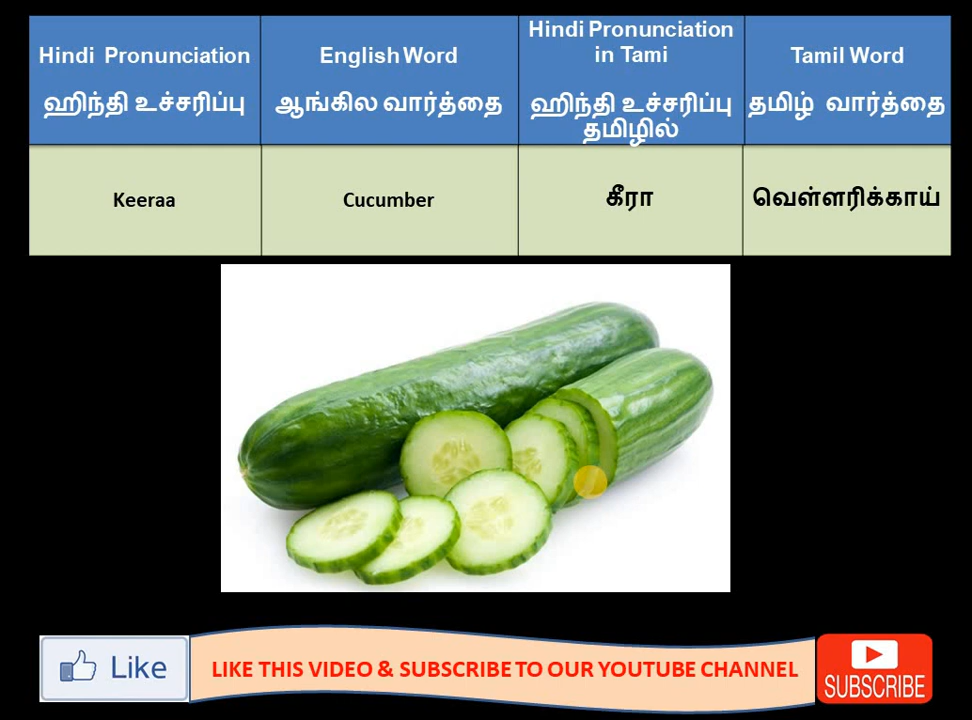 Hindi Pronunciation
ஹிந்தி உச்சரிப்பு
English Word
ஆங்கில வார்த்தை
Hindi Pronunciation
in Tami
ஹிந்தி உச்சரிப்பு
தமிழில்
Tamil Word
தமிழ் வார்த்தை
Keeraa
Cucumber
கீரா
வெள்ளரிக்காய்
Like
LIKE THIS VIDEO & SUBSCRIBE TO OUR YOUTUBE CHANNEL
SUBSCRIBE